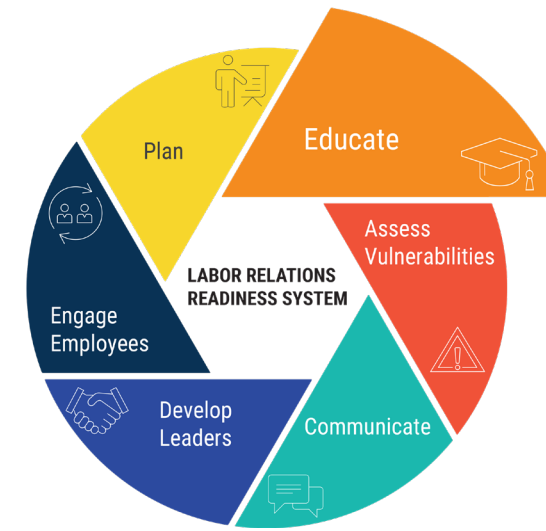 Educate
Assess
Vulnerabilities
Communicate
Develop
Leaders
Engage
Employees
Plan
LABOR RELATIONS
READINESS SYSTEM